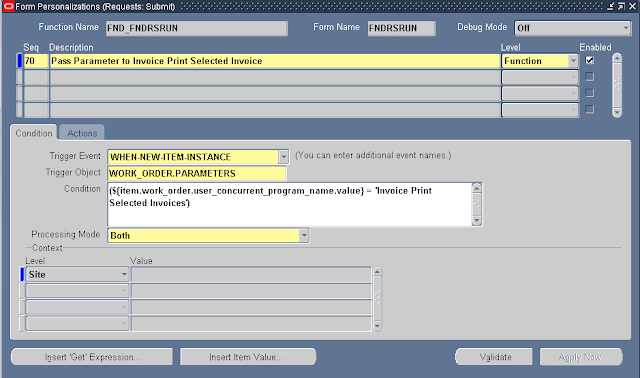 Form Personalizations (Requests: Submit)
Function Name FND_FNDRSRUN Form Name FNDRSRUN Debug Mode Off
Seq Description Level Enabled
70 Pass Parameter to Invoice Print Selected Invoice Function
Condition Actions
Trigger Event WHEN-NEW-ITEM-INSTANCE (You can enter additional event names.)
Trigger Object WORK_ORDER.PARAMETERS
Condition (${item.work_order.user_concurrent_program_name.value} = 'Invoice Print
Selected Invoices')
Processing Mode Both
Context
Level Value
Site
Insert 'Get' Expression... Insert Item Value... Validate Apply Now